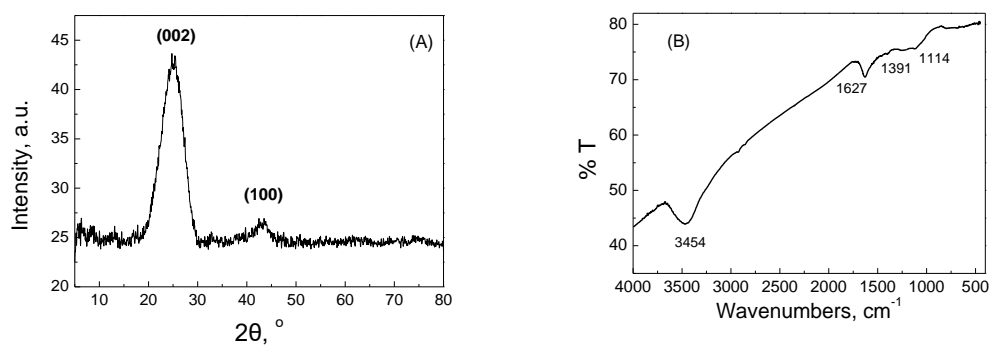 (A)
(002)
(100)
45
40
35
30
25
20
Intensity, a.u.
10 20 30 40 50 60 70 80
2θ, °
(B)
80
70
60
50
40
% T
3454
1627
1391
1114
4000 3500 3000 2500 2000 1500 1000 500
Wavenumbers, cm⁻¹